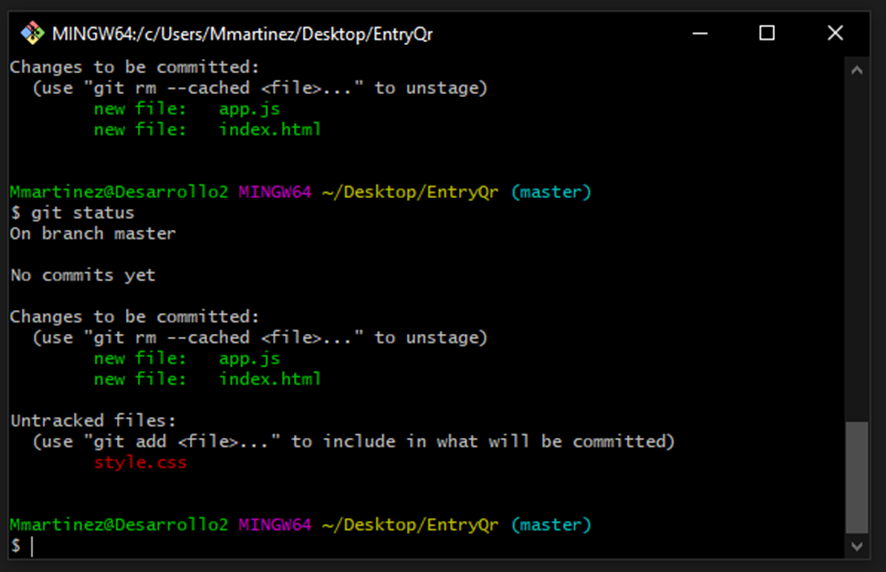 MINGW64:/c/Users/Mmartinez/Desktop/EntryQr
Changes to be committed:
  (use "git rm --cached <file>..." to unstage)
        new file:   app.js
        new file:   index.html

Mmartinez@Desarrollo2 MINGW64 ~/Desktop/EntryQr (master)
$ git status
On branch master

No commits yet

Changes to be committed:
  (use "git rm --cached <file>..." to unstage)
        new file:   app.js
        new file:   index.html

Untracked files:
  (use "git add <file>..." to include in what will be committed)
        style.css

Mmartinez@Desarrollo2 MINGW64 ~/Desktop/EntryQr (master)
$